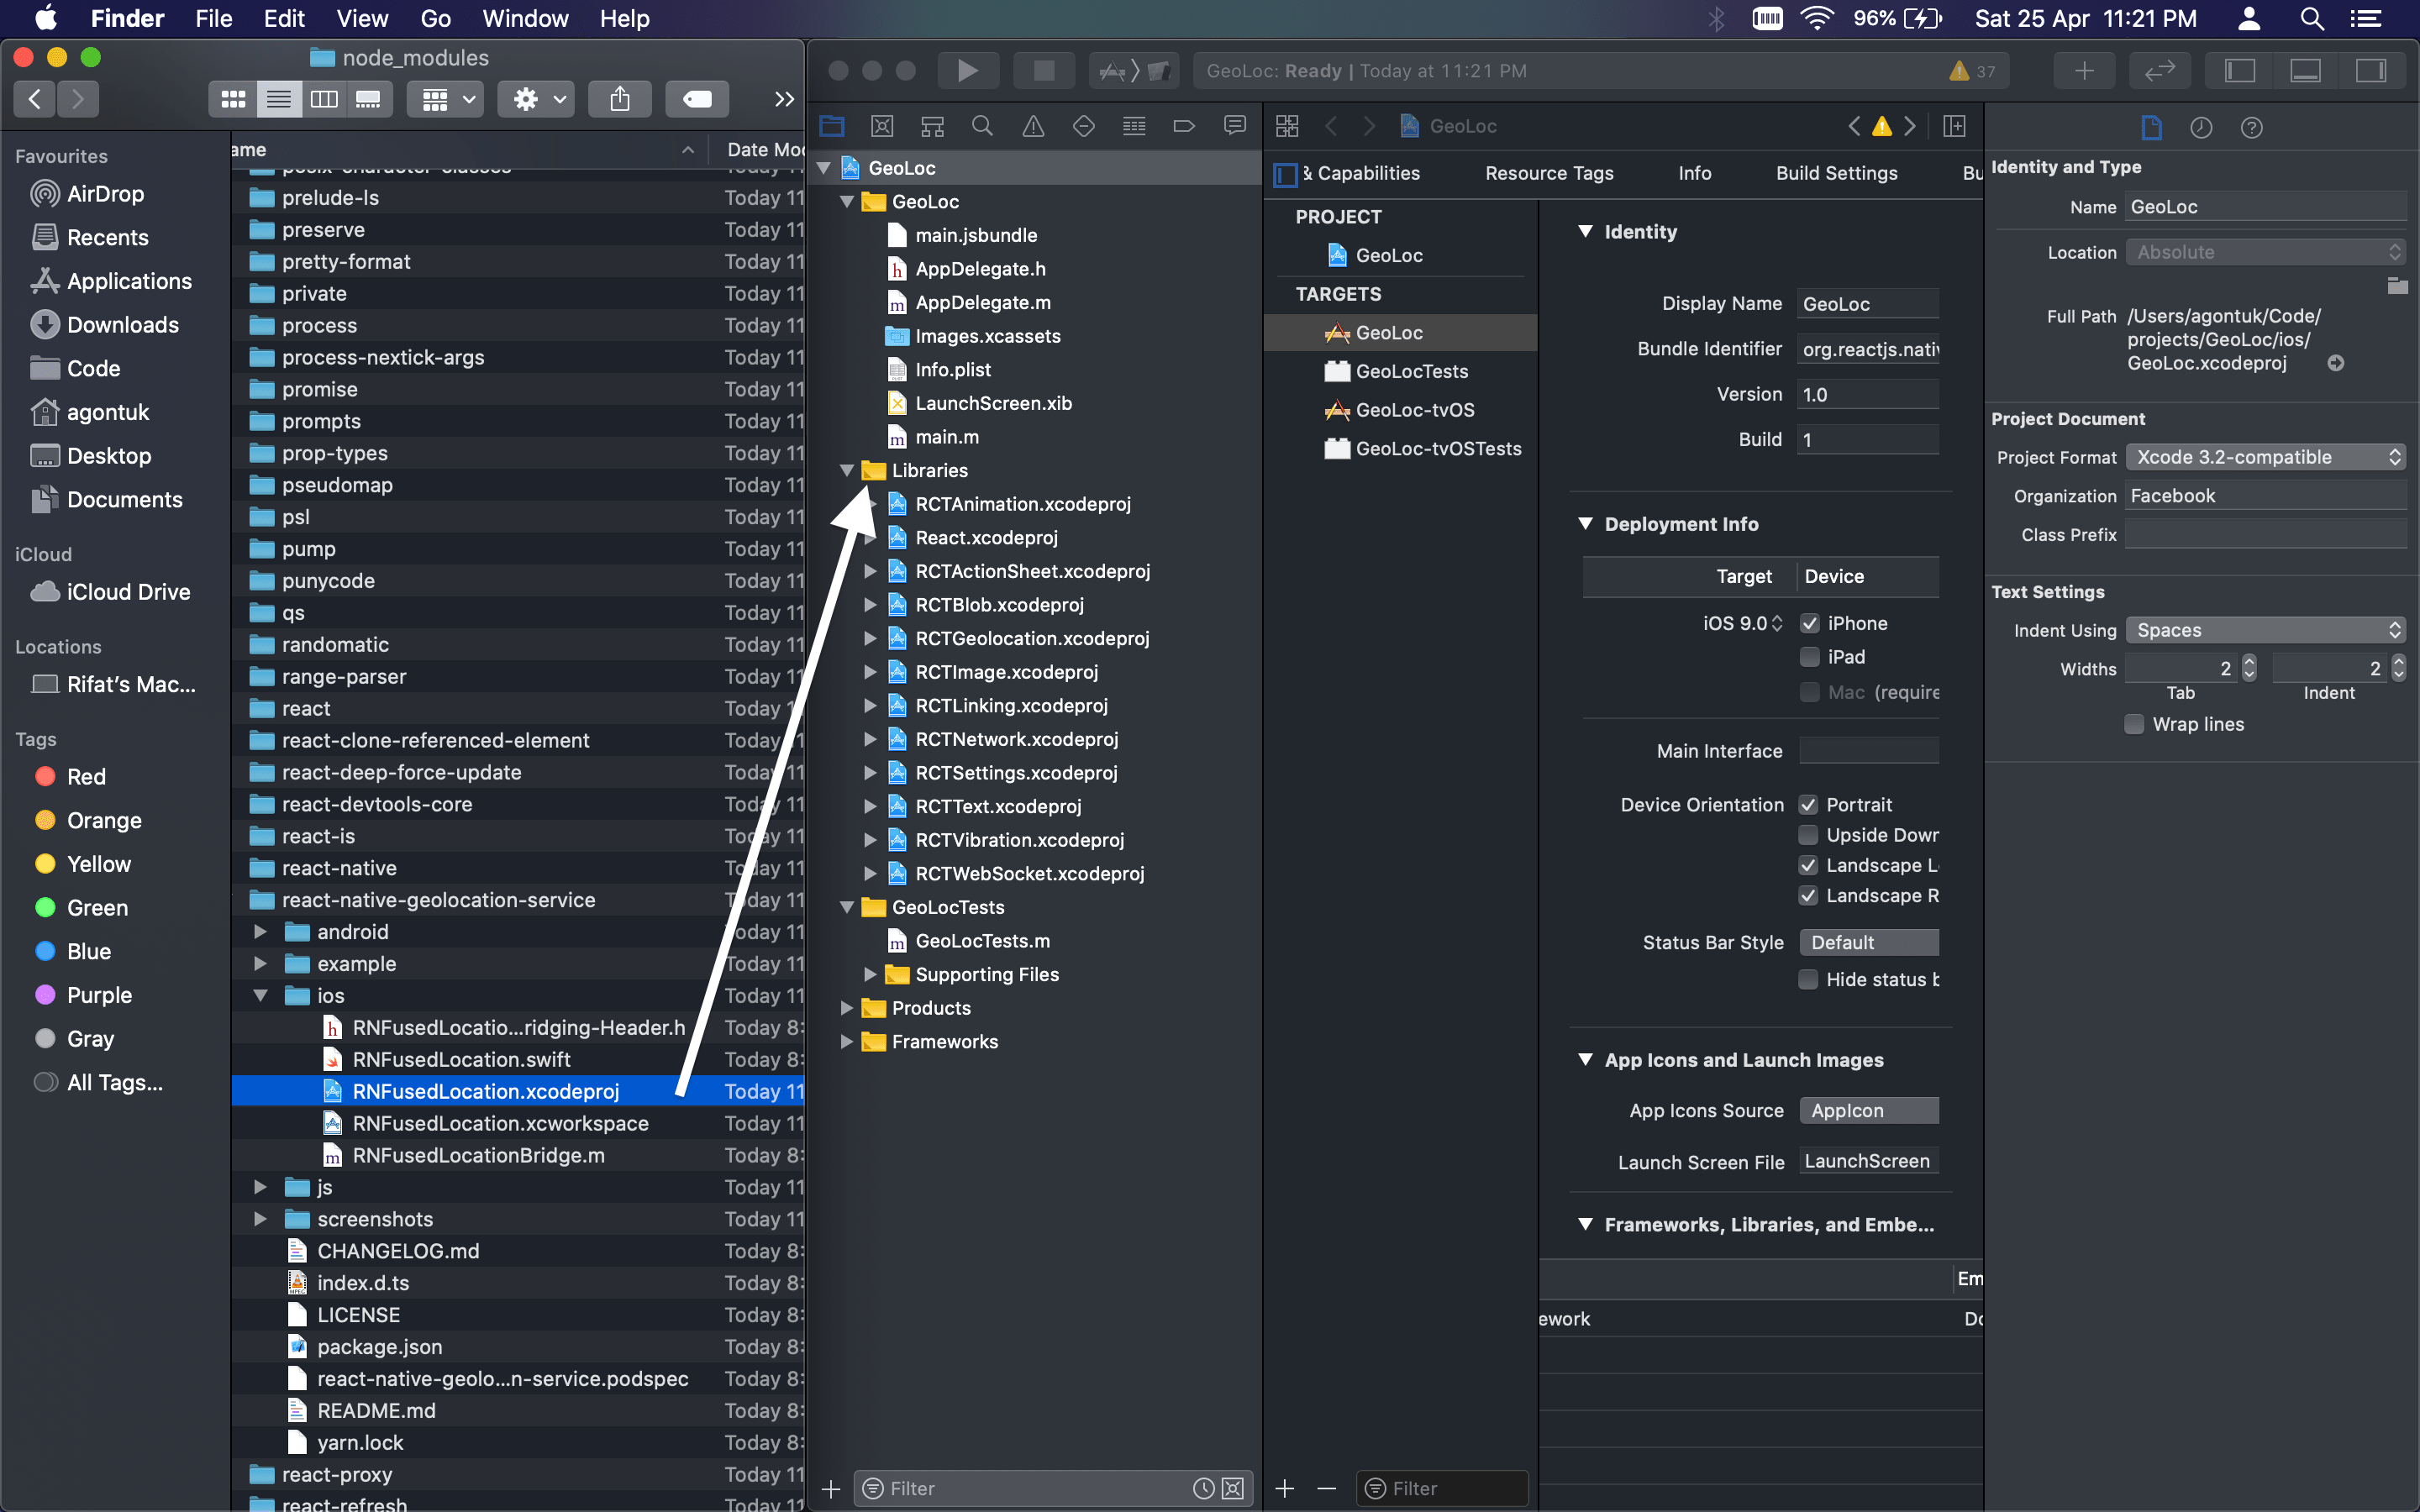 Finder File Edit View Go Window Help
96% Sat 25 Apr 11:21 PM
node_modules
Favourites
AirDrop
Recents
Applications
Downloads
Code
agontuk
Desktop
Documents
iCloud
iCloud Drive
Locations
Rifat’s Mac...
Tags
Red
Orange
Yellow
Green
Blue
Purple
Gray
All Tags...
ame Date Moc
posix-character-classes
prelude-ls Today 11
preserve Today 11
pretty-format Today 11
private Today 11
process Today 11
process-nextick-args Today 11
promise Today 11
prompts Today 11
prop-types Today 11
pseudomap Today 11
psl Today 11
pump Today 11
punycode Today 11
qs Today 11
randomatic Today 11
range-parser Today 11
react Today 11
react-clone-referenced-element Today 11
react-deep-force-update Today 11
react-devtools-core Today 11
react-is Today 11
react-native Today 11
react-native-geolocation-service Today 11
android Today 11
example Today 11
ios Today 11
RNFusedLocatio...ridging-Header.h Today 8:
RNFusedLocation.swift Today 8:
RNFusedLocation.xcodeproj Today 11
RNFusedLocation.xcworkspace Today 11
RNFusedLocationBridge.m Today 8:
js Today 11
screenshots Today 11
CHANGELOG.md Today 8:
index.d.ts Today 8:
LICENSE Today 8:
package.json Today 8:
react-native-geolo...n-service.podspec Today 8:
README.md Today 8:
yarn.lock Today 8:
react-proxy Today 11
react-refresh Today 11
GeoLoc: Ready | Today at 11:21 PM 37
GeoLoc
GeoLoc
main.jsbundle
AppDelegate.h
AppDelegate.m
Images.xcassets
Info.plist
LaunchScreen.xib
main.m
Libraries
RCTAnimation.xcodeproj
React.xcodeproj
RCTActionSheet.xcodeproj
RCTBlob.xcodeproj
RCTGeolocation.xcodeproj
RCTImage.xcodeproj
RCTLinking.xcodeproj
RCTNetwork.xcodeproj
RCTSettings.xcodeproj
RCTText.xcodeproj
RCTVibration.xcodeproj
RCTWebSocket.xcodeproj
GeoLocTests
GeoLocTests.m
Supporting Files
Products
Frameworks
Filter
GeoLoc
& Capabilities Resource Tags Info Build Settings Bu
PROJECT
GeoLoc
TARGETS
GeoLoc
GeoLocTests
GeoLoc-tvOS
GeoLoc-tvOSTests
Filter
Identity
Display Name GeoLoc
Bundle Identifier org.reactjs.nativ
Version 1.0
Build 1
Deployment Info
Target Device
iOS 9.0 iPhone
iPad
Mac (require
Main Interface
Device Orientation Portrait
Upside Down
Landscape L
Landscape R
Status Bar Style Default
Hide status b
App Icons and Launch Images
App Icons Source AppIcon
Launch Screen File LaunchScreen
Frameworks, Libraries, and Embe...
Em
ework Do
Identity and Type
Name GeoLoc
Location Absolute
Full Path /Users/agontuk/Code/
projects/GeoLoc/ios/
GeoLoc.xcodeproj
Project Document
Project Format Xcode 3.2-compatible
Organization Facebook
Class Prefix
Text Settings
Indent Using Spaces
Widths 2 2
Tab Indent
Wrap lines